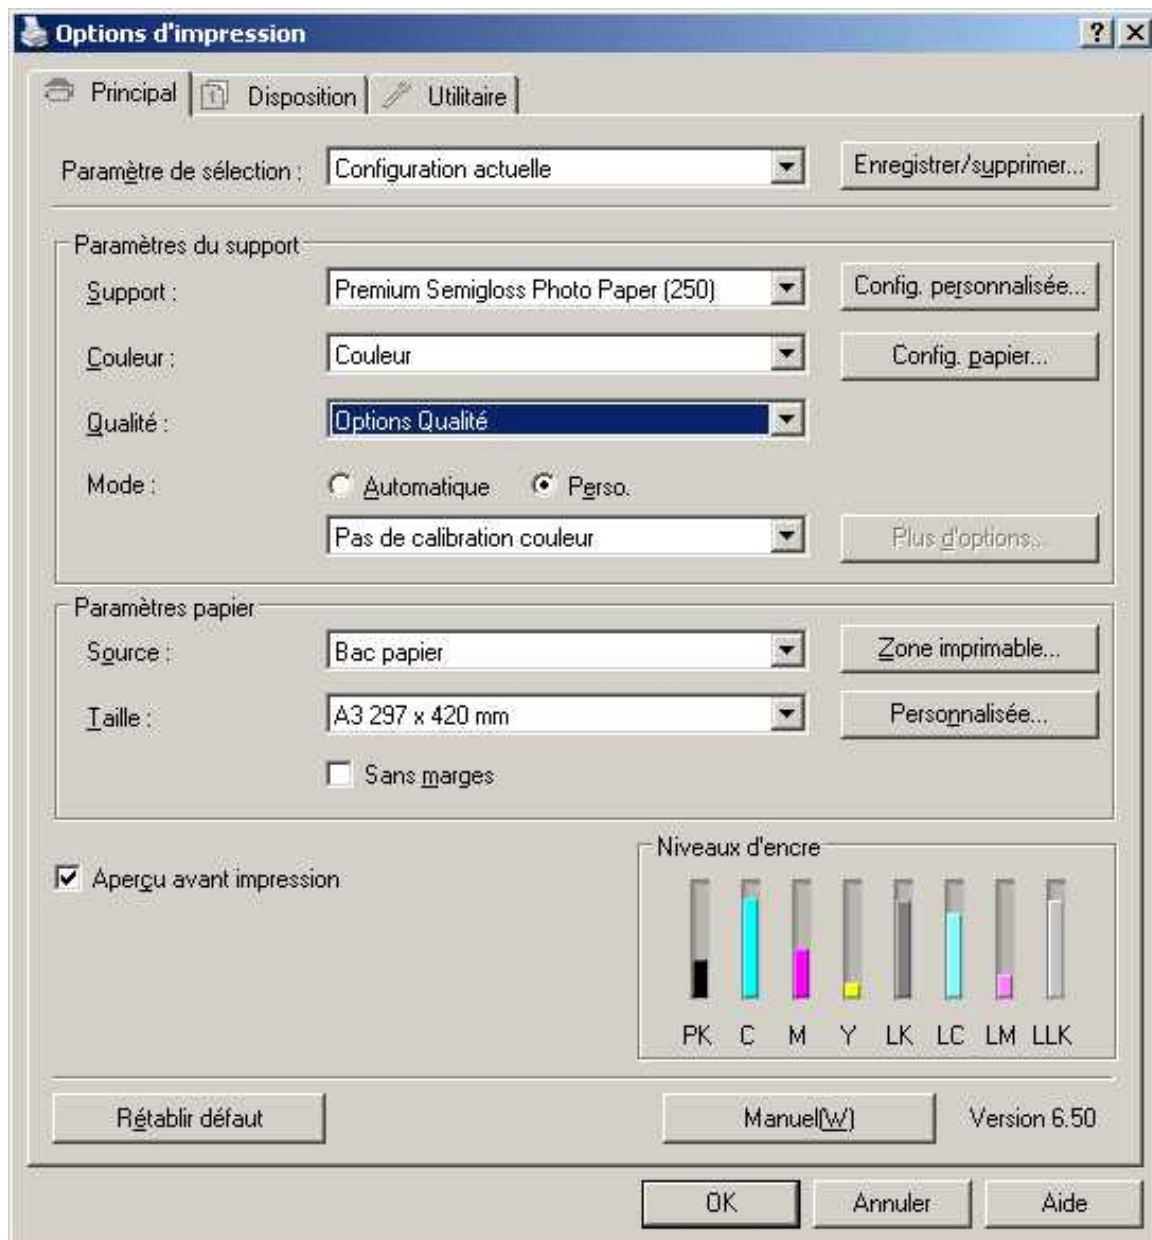 Options d'impression
Principal Disposition Utilitaire
Paramètre de sélection : Configuration actuelle Enregistrer/supprimer...
Paramètres du support
Support : Premium Semigloss Photo Paper (250) Config. personnalisée...
Couleur : Couleur Config. papier...
Qualité : Options Qualité
Mode : Automatique Perso.
Pas de calibration couleur Plus d'options...
Paramètres papier
Source : Bac papier Zone imprimable...
Taille : A3 297 x 420 mm Personnalisée...
Sans marges
Niveaux d'encre
Aperçu avant impression
PK C M Y LK LC LM LLK
Rétablir défaut Manuel(W) Version 6.50
OK Annuler Aide